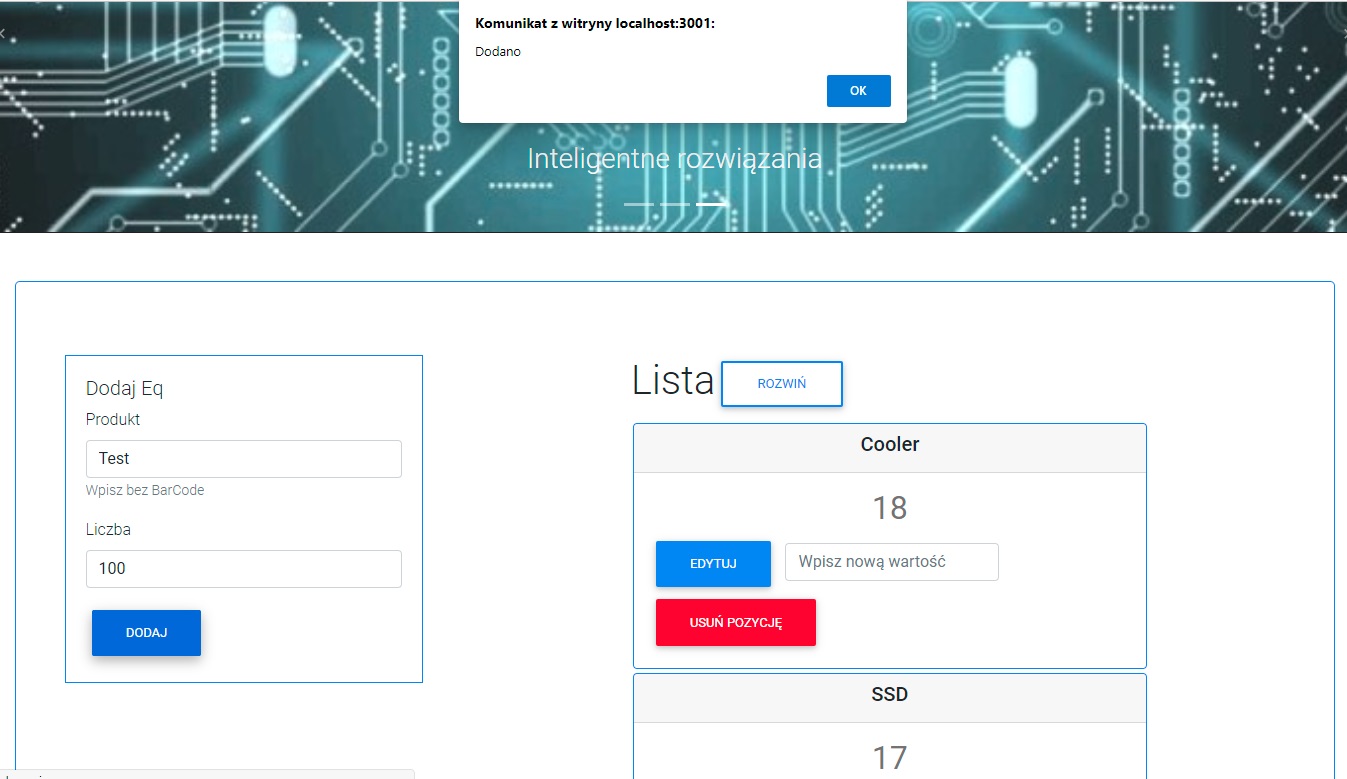 Komunikat z witryny localhost:3001:
Dodano
OK
Inteligentne rozwiązania
Dodaj Eq
Produkt
Test
Wpisz bez BarCode
Liczba
100
DODAJ
Lista ROZWIŃ
Cooler
18
EDYTUJ Wpisz nową wartość
USUŃ POZYCJĘ
SSD
17